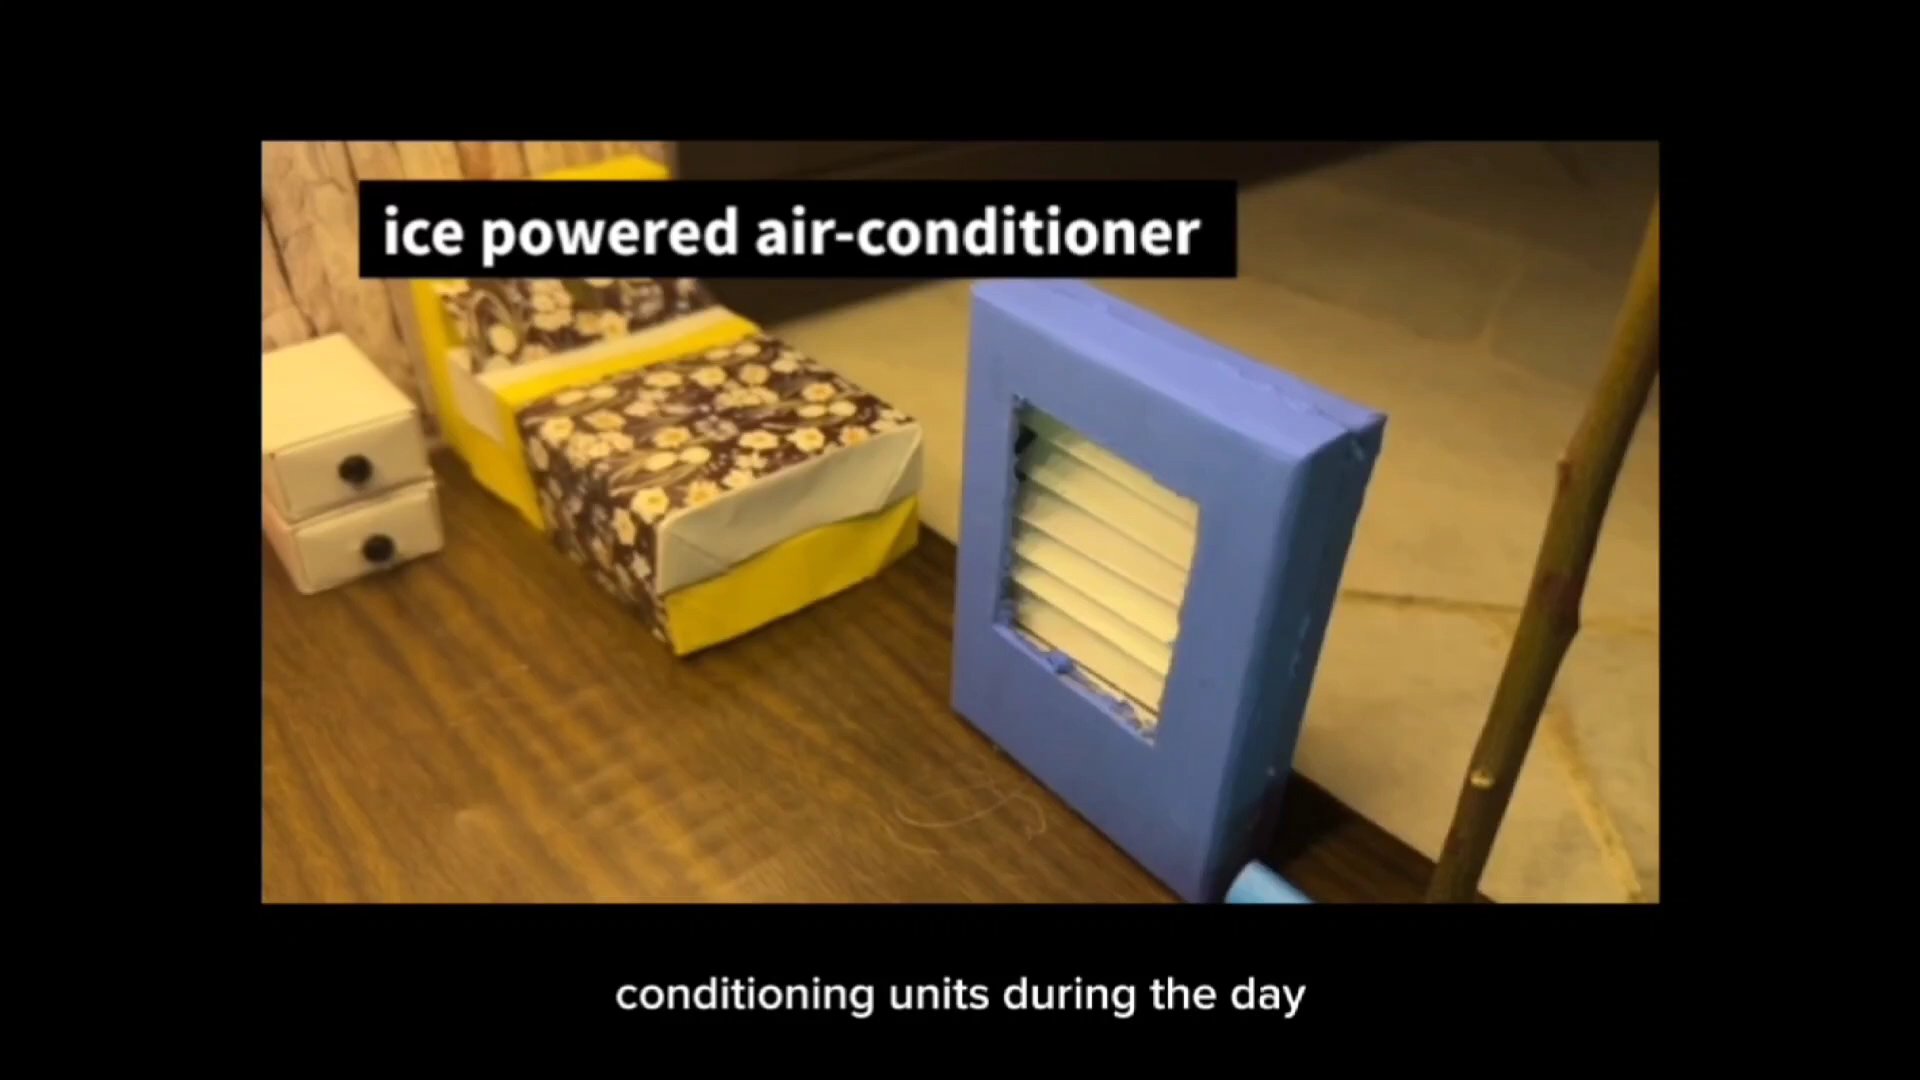 ice powered air-conditioner
conditioning units during the day